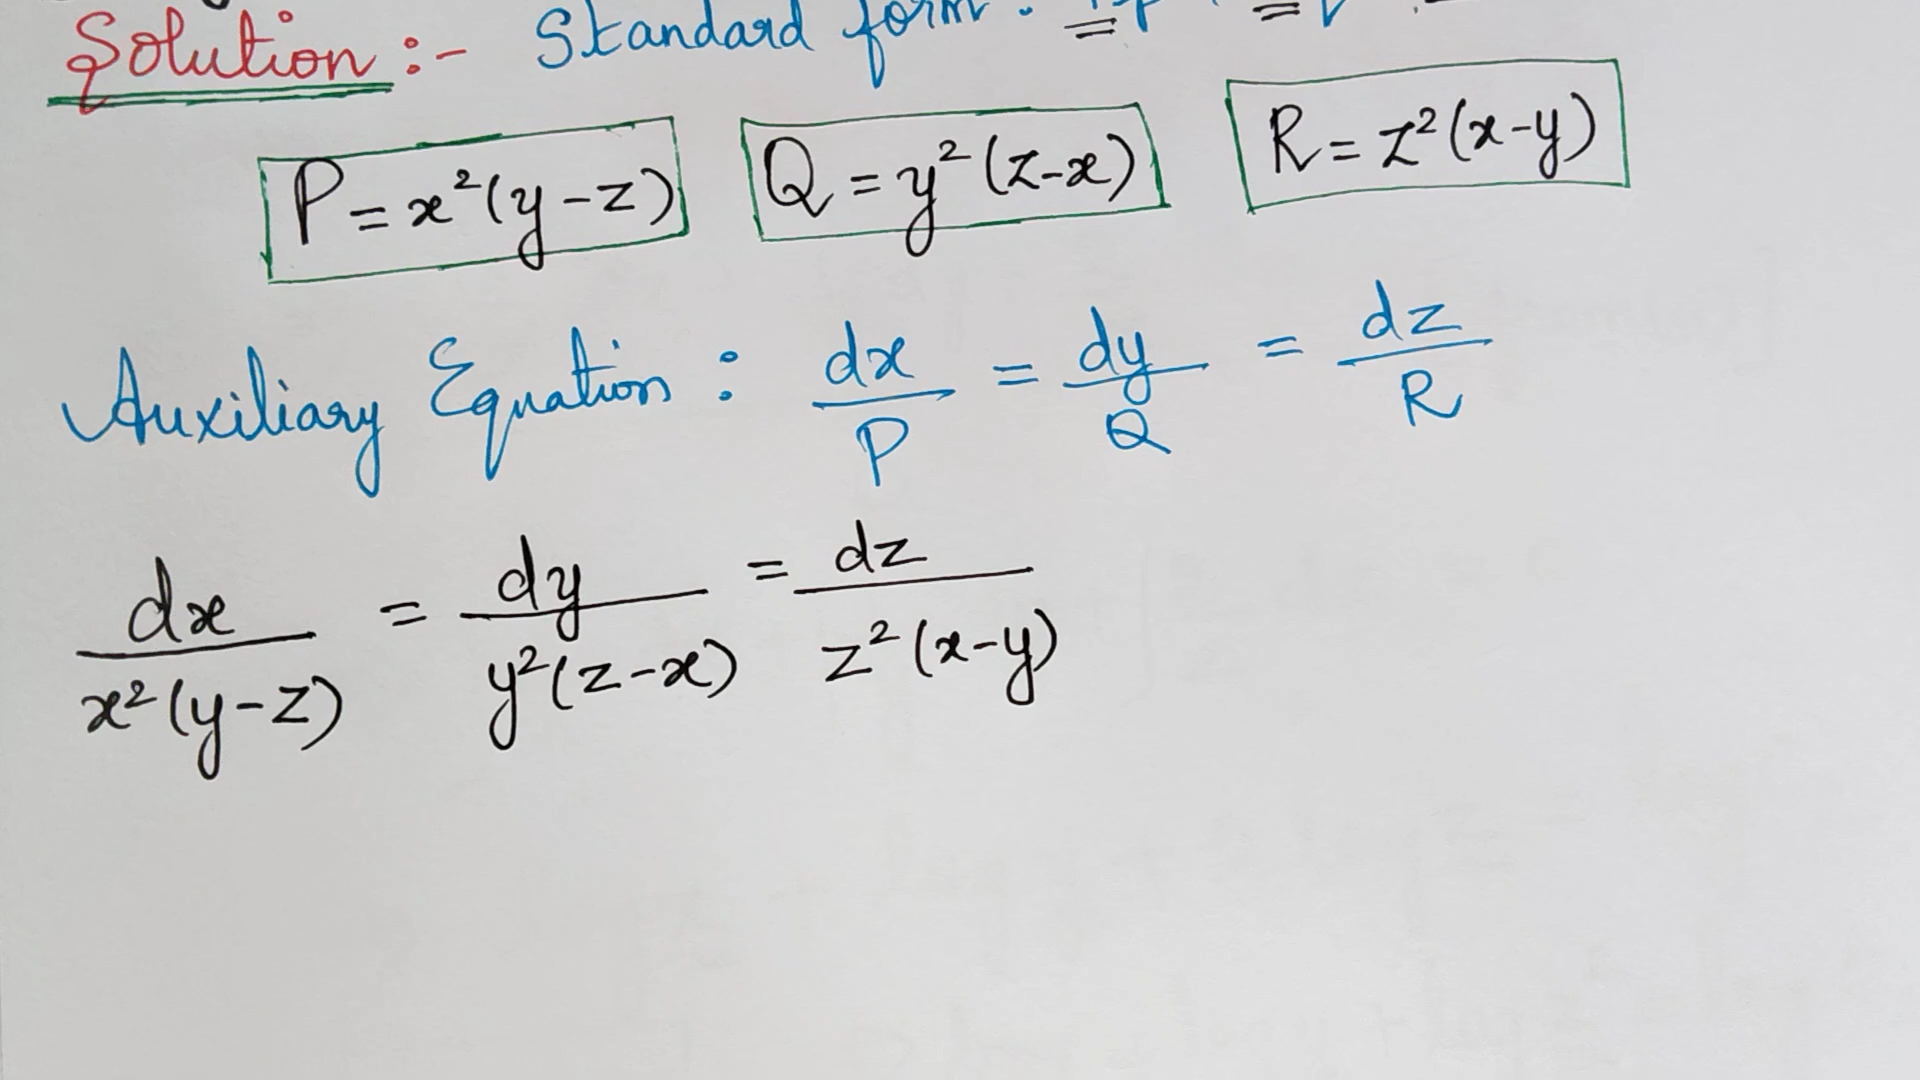 Solution :- Standard form :
P = x²(y-z) Q = y²(z-x) R = z²(x-y)
Auxiliary Equation : dx/P = dy/Q = dz/R
dx/x²(y-z) = dy/y²(z-x) = dz/z²(x-y)